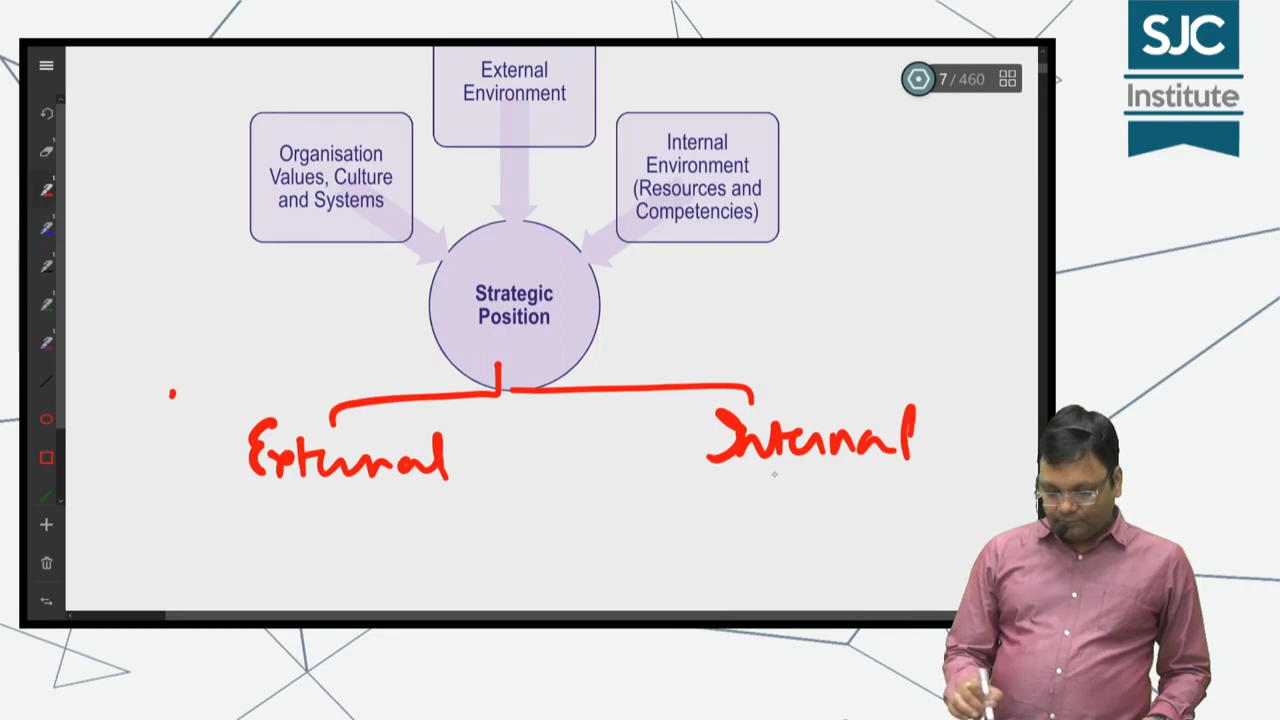 SJC
Institute
7 / 460
External
Environment
Organisation
Values, Culture
and Systems
Internal
Environment
(Resources and
Competencies)
Strategic
Position
External
Internal